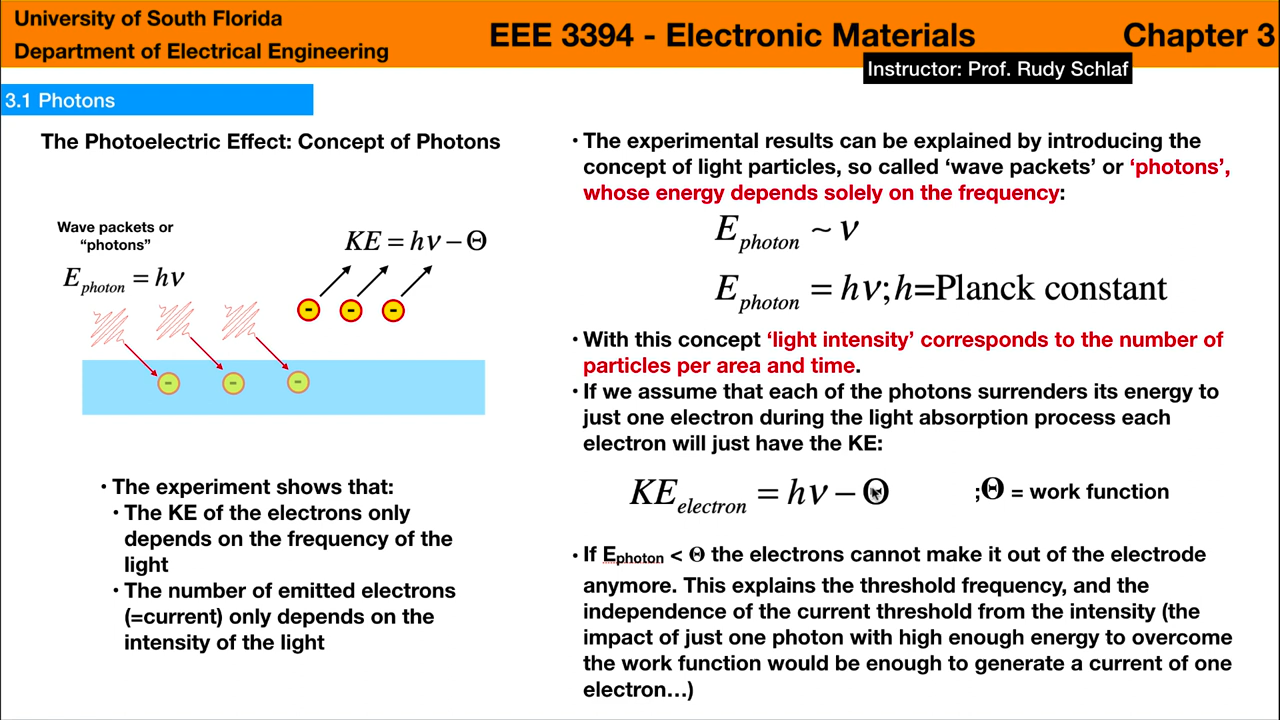 University of South Florida
Department of Electrical Engineering
EEE 3394 - Electronic Materials
Chapter 3
Instructor: Prof. Rudy Schlaf
3.1 Photons
The Photoelectric Effect: Concept of Photons
Wave packets or
“photons”
E_photon = hν
KE = hν − Θ
- - -
- - -
• The experiment shows that:
• The KE of the electrons only
depends on the frequency of the
light
• The number of emitted electrons
(=current) only depends on the
intensity of the light
• The experimental results can be explained by introducing the
concept of light particles, so called ‘wave packets’ or ‘photons’,
whose energy depends solely on the frequency:
E_photon ~ ν
E_photon = hν; h=Planck constant
• With this concept ‘light intensity’ corresponds to the number of
particles per area and time.
• If we assume that each of the photons surrenders its energy to
just one electron during the light absorption process each
electron will just have the KE:
KE_electron = hν − Θ ;Θ = work function
• If E_photon < Θ the electrons cannot make it out of the electrode
anymore. This explains the threshold frequency, and the
independence of the current threshold from the intensity (the
impact of just one photon with high enough energy to overcome
the work function would be enough to generate a current of one
electron…)